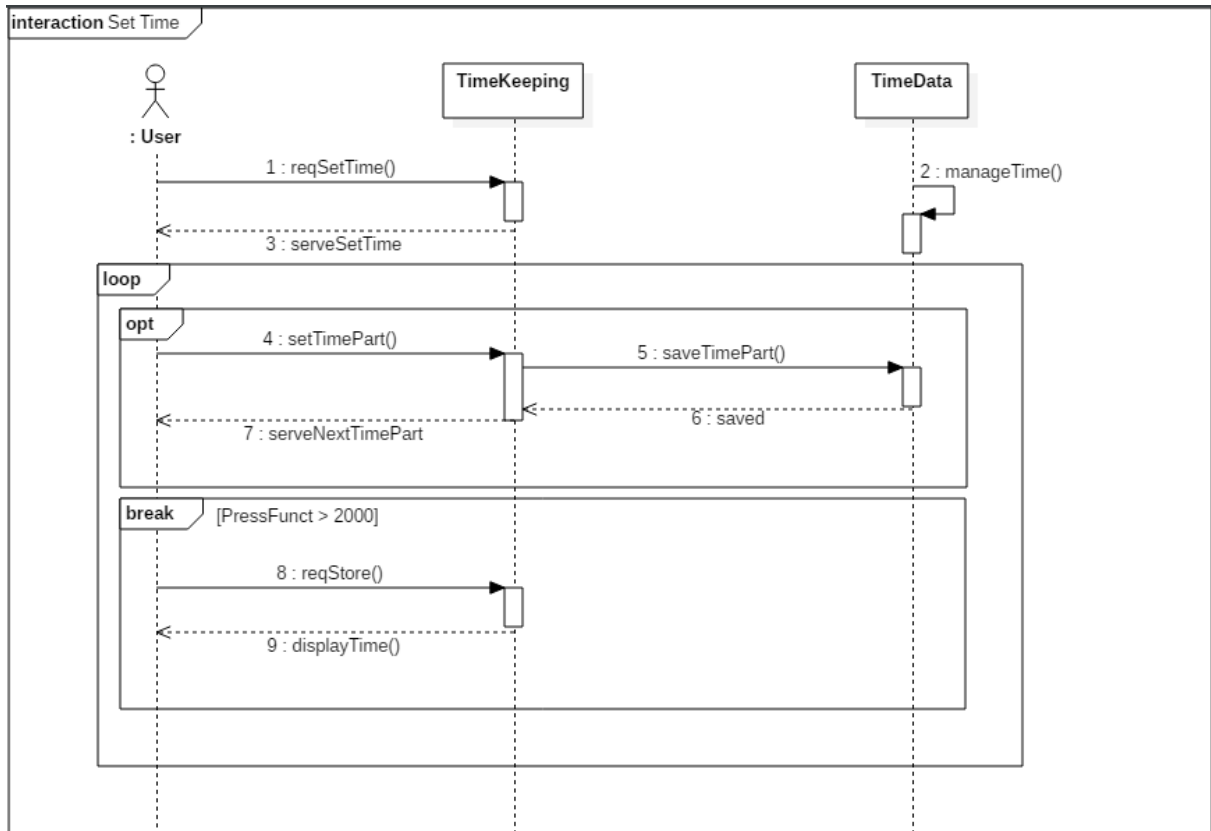 interaction Set Time
: User
TimeKeeping
TimeData
1 : reqSetTime()
2 : manageTime()
3 : serveSetTime
loop
opt
4 : setTimePart()
5 : saveTimePart()
6 : saved
7 : serveNextTimePart
break
[PressFunct > 2000]
8 : reqStore()
9 : displayTime()